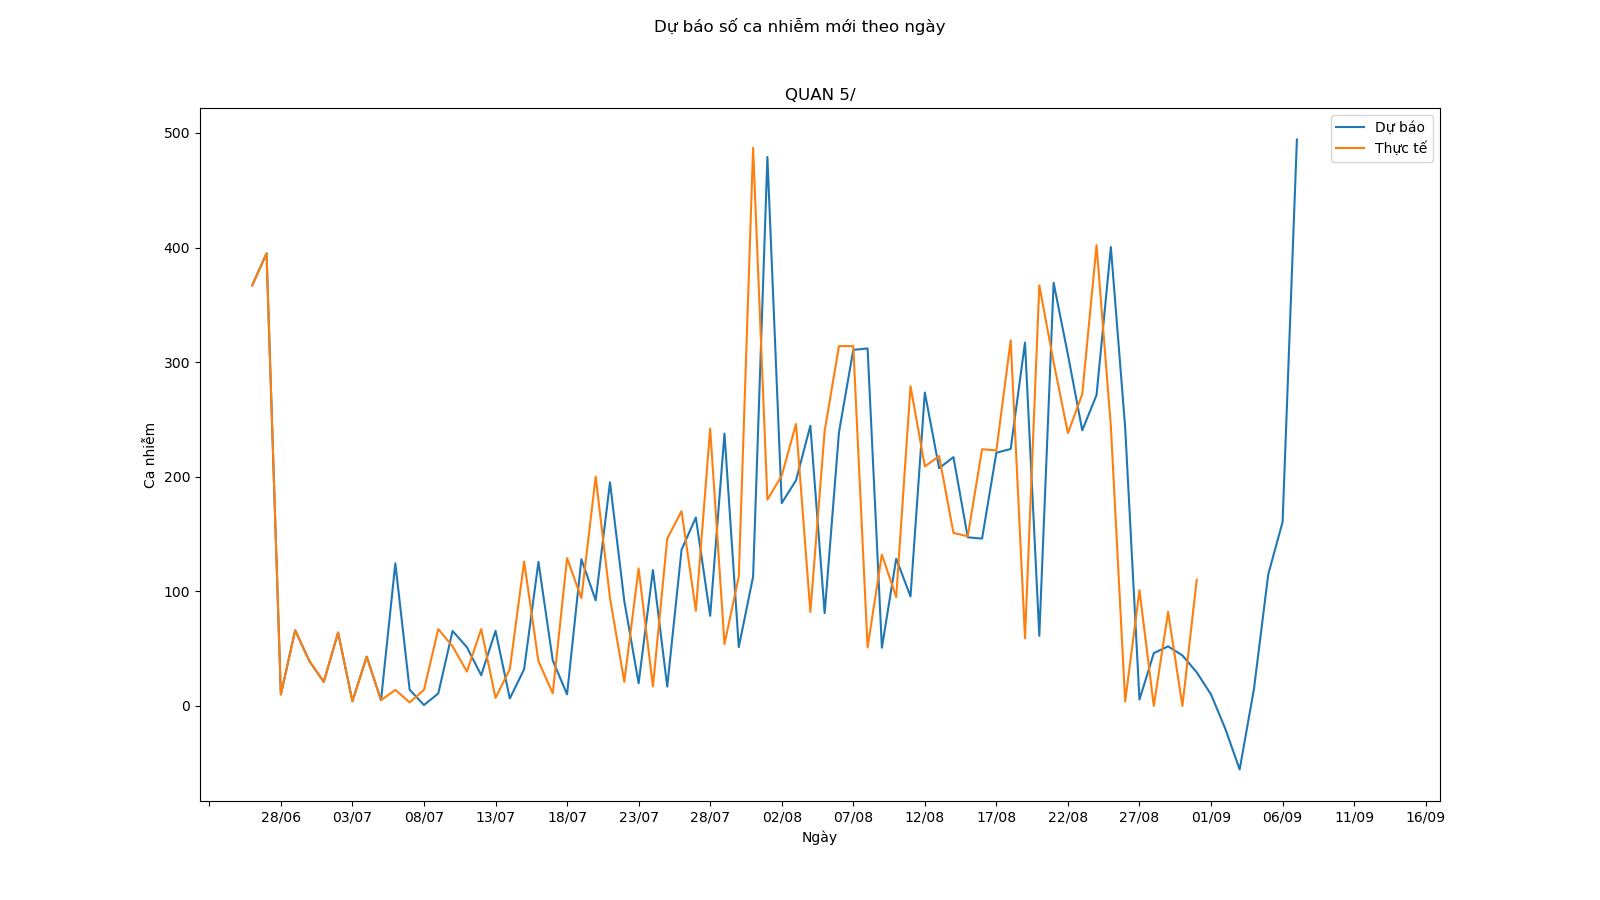 Dự báo số ca nhiễm mới theo ngày
QUAN 5/
Dự báo
Thực tế
500
400
300
200
100
0
Ca nhiễm
28/06 03/07 08/07 13/07 18/07 23/07 28/07 02/08 07/08 12/08 17/08 22/08 27/08 01/09 06/09 11/09 16/09
Ngày